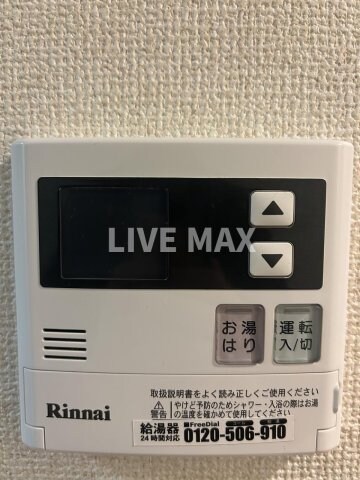 LIVE MAX
お湯
はり
運転
入/切
取扱説明書をよく読み正しくご使用ください
警告
やけど予防のためシャワー・入浴の際はお湯
の温度を確かめて使用してください
Rinnai
給湯器
24時間対応
FreeDial
0120-506-910